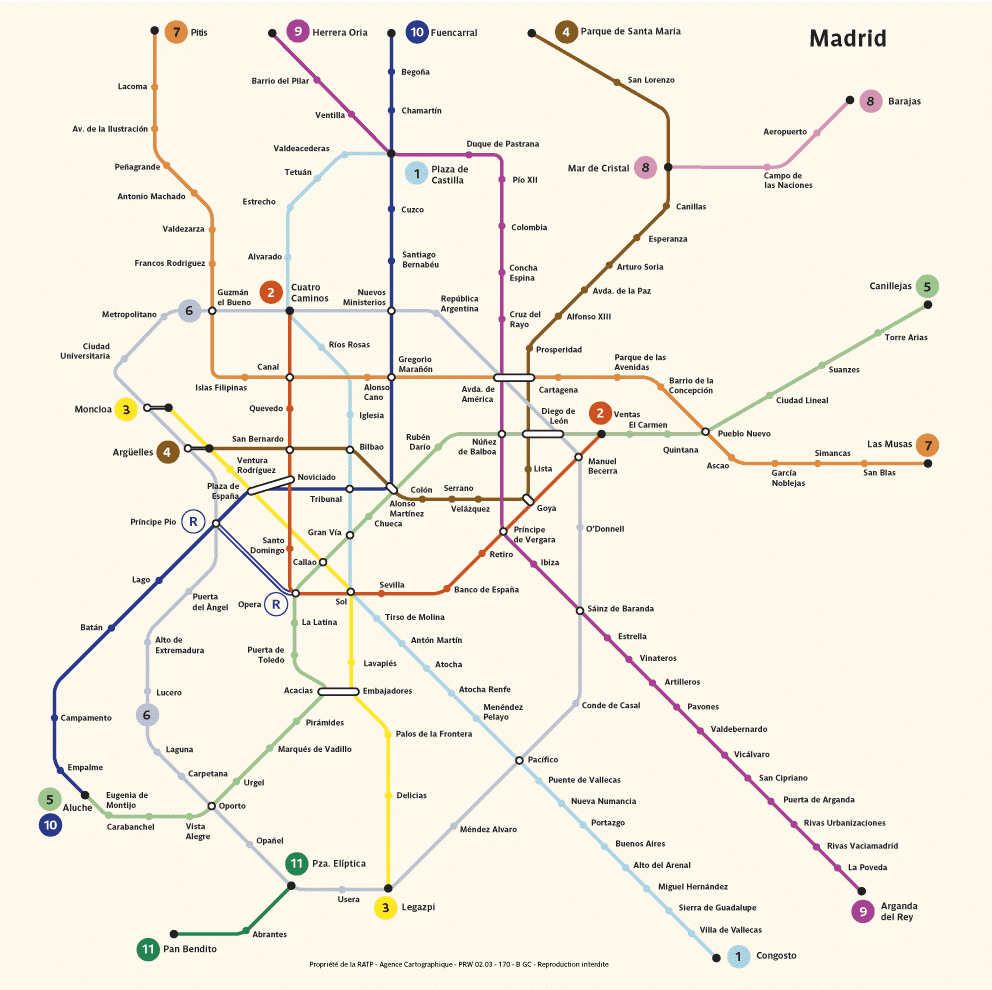 Madrid
7 Pitis
9 Herrera Oria
10 Fuencarral
4 Parque de Santa Maria
Lacoma
Barrio del Pilar
Begoña
San Lorenzo
8 Barajas
Ventilla
Chamartín
Av. de la Ilustración
Aeropuerto
Valdeacederas
Duque de Pastrana
Peñagrande
Tetuán
1 Plaza de
Castilla
Mar de Cristal 8
Campo de
las Naciones
Pío XII
Antonio Machado
Estrecho
Cuzco
Canillas
Valdezarza
Colombia
Esperanza
Francos Rodriguez
Alvarado
Santiago
Bernabéu
Concha
Espina
Arturo Soria
Avda. de la Paz
Canillejas 5
Guzmán
el Bueno
2 Cuatro
Caminos
Nuevos
Ministerios
República
Argentina
Metropolitano 6
Cruz del
Rayo
Alfonso XIII
Torre Arias
Ciudad
Universitaria
Ríos Rosas
Prosperidad
Suanzes
Canal
Gregorio
Marañón
Parque de las
Avenidas
Islas Filipinas
Alonso
Cano
Avda. de
América
Cartagena
Barrio de la
Concepción
Ciudad Lineal
Moncloa 3
Quevedo
Iglesia
Diego de
León
2 Ventas
El Carmen
Rubén
Darío
Núñez
de Balboa
Quintana
Pueblo Nuevo
Las Musas 7
Argüelles 4
San Bernardo
Bilbao
Manuel
Becerra
Ascao
García
Noblejas
Simancas
San Blas
Ventura
Rodríguez
Noviciado
Lista
Plaza de
España
Tribunal
Colón
Serrano
Velázquez
Alonso
Martínez
Goya
Chueca
Príncipe Pio R
Gran Vía
Príncipe
de Vergara
O'Donnell
Santo
Domingo
Callao
Retiro
Ibiza
Lago
Puerta
del Àngel
Opera R
Sol
Sevilla
Banco de España
Sáinz de Baranda
Batán
La Latina
Tirso de Molina
Alto de
Extremadura
Antón Martín
Estrella
Puerta de
Toledo
Lavapiés
Atocha
Vinateros
Lucero
Acacias
Embajadores
Atocha Renfe
Artilleros
6
Menéndez
Pelayo
Conde de Casal
Pavones
Campamento
Pirámides
Palos de la Frontera
Valdebernardo
Laguna
Marqués de Vadillo
Pacífico
Vicálvaro
Empalme
Carpetana
Urgel
Puente de Vallecas
San Cipriano
5
Aluche
10
Eugenia de
Montijo
Carabanchel
Vista
Alegre
Oporto
Delicias
Nueva Numancia
Puerta de Arganda
Portazgo
Rivas Urbanizaciones
Opañel
Méndez Alvaro
Buenos Aires
Rivas Vaciamadrid
11 Pza. Elíptica
Alto del Arenal
La Poveda
Usera
3 Legazpi
Miguel Hernández
Sierra de Guadalupe
9 Arganda
del Rey
11 Pan Bendito
Abrantes
Villa de Vallecas
1 Congosto
Propriété de la RATP - Agence Cartographique - PRW 02.03 - 170 - B GC - Reproduction interdite